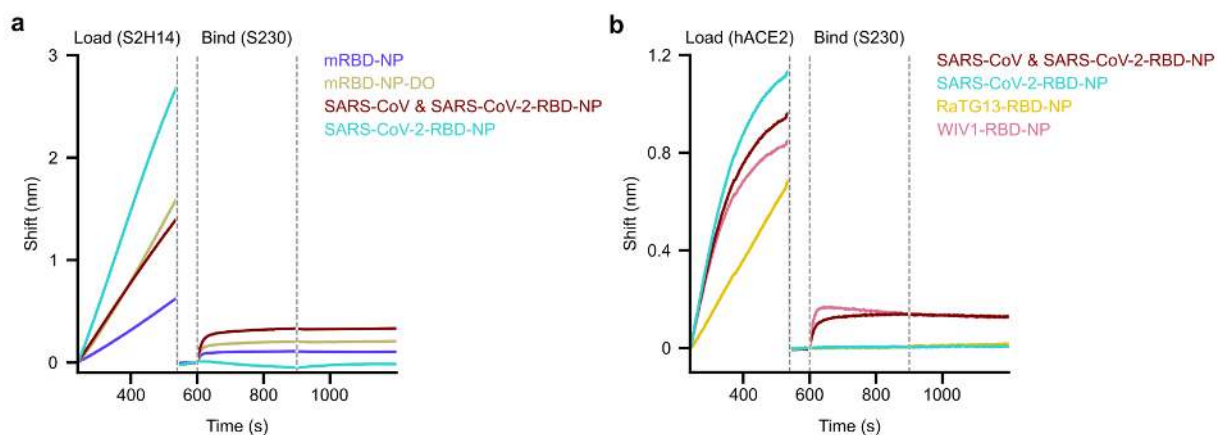 a
Load (S2H14) Bind (S230)
3
2
1
0
Shift (nm)
400 600 800 1000
Time (s)
mRBD-NP
mRBD-NP-DO
SARS-CoV & SARS-CoV-2-RBD-NP
SARS-CoV-2-RBD-NP
b
Load (hACE2) Bind (S230)
1.2
0.8
0.4
0
Shift (nm)
400 600 800 1000
Time (s)
SARS-CoV & SARS-CoV-2-RBD-NP
SARS-CoV-2-RBD-NP
RaTG13-RBD-NP
WIV1-RBD-NP